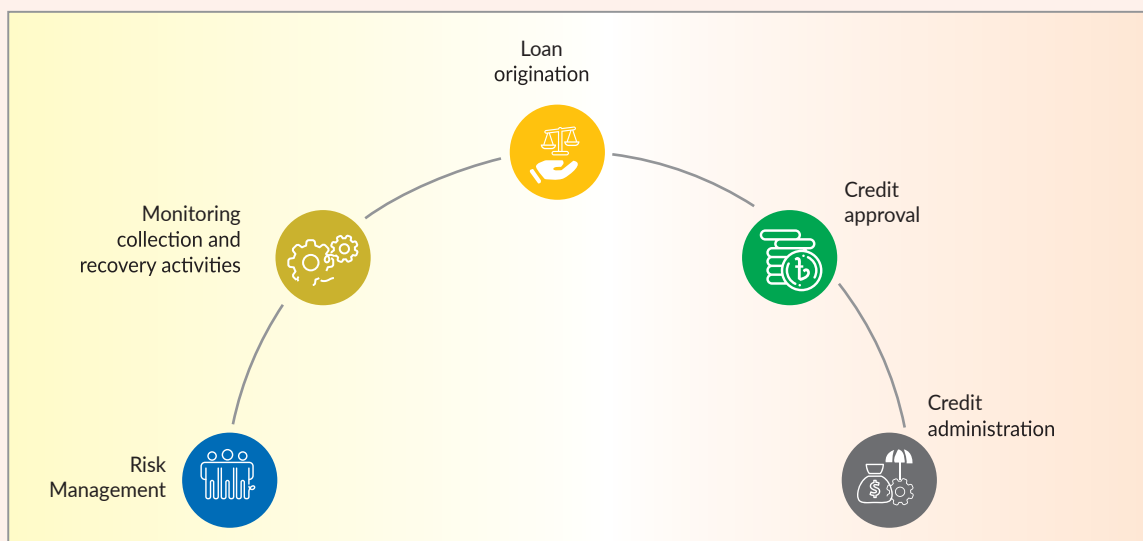 Loan
origination
Credit
approval
Monitoring
collection and
recovery activities
Credit
administration
Risk
Management
৳
$